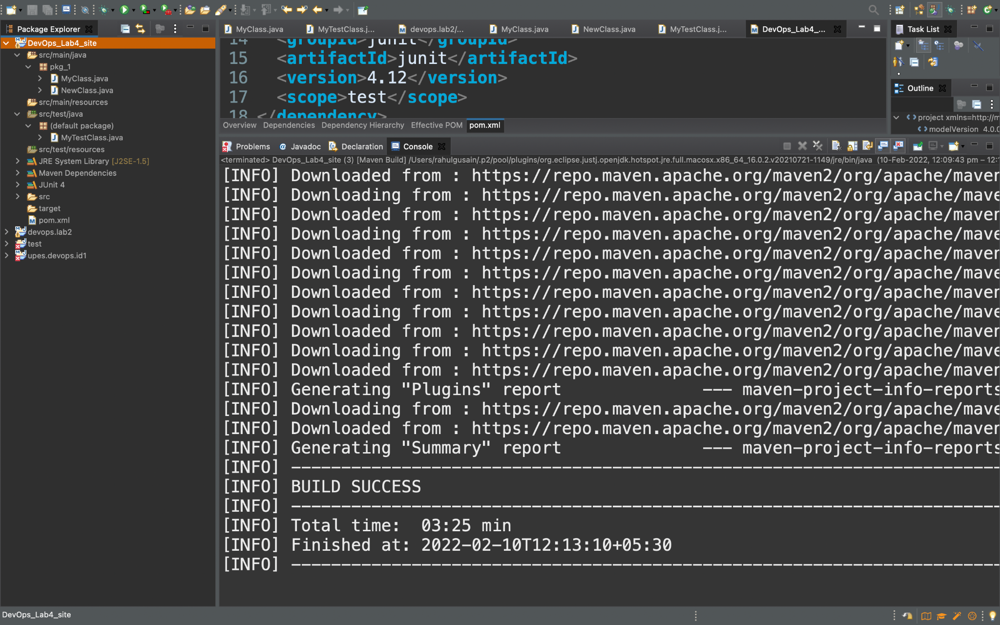 Package Explorer
DevOps_Lab4_site
src/main/java
pkg_1
MyClass.java
NewClass.java
src/main/resources
src/test/java
(default package)
MyTestClass.java
src/test/resources
JRE System Library [J2SE-1.5]
Maven Dependencies
JUnit 4
src
target
pom.xml
devops.lab2
test
upes.devops.id1
MyClass.java MyTestClass.j... devops.lab2/... MyClass.java NewClass.java MyTestClass.j... DevOps_Lab4_...
14 <groupId>junit</groupId>
15 <artifactId>junit</artifactId>
16 <version>4.12</version>
17 <scope>test</scope>
18 </dependency>
Overview Dependencies Dependency Hierarchy Effective POM pom.xml
Task List
Outline
project xmlns=http://m
modelVersion 4.0.0
Problems Javadoc Declaration Console
<terminated> DevOps_Lab4_site (3) [Maven Build] /Users/rahulgusain/.p2/pool/plugins/org.eclipse.justj.openjdk.hotspot.jre.full.macosx.x86_64_16.0.2.v20210721-1149/jre/bin/java (10-Feb-2022, 12:09:43 pm – 12:
[INFO] Downloaded from : https://repo.maven.apache.org/maven2/org/apache/maven
[INFO] Downloading from : https://repo.maven.apache.org/maven2/org/apache/mave
[INFO] Downloaded from : https://repo.maven.apache.org/maven2/org/apache/maven
[INFO] Downloading from : https://repo.maven.apache.org/maven2/org/apache/mave
[INFO] Downloaded from : https://repo.maven.apache.org/maven2/org/apache/maven
[INFO] Downloading from : https://repo.maven.apache.org/maven2/org/apache/mave
[INFO] Downloaded from : https://repo.maven.apache.org/maven2/org/apache/maven
[INFO] Downloading from : https://repo.maven.apache.org/maven2/org/apache/mave
[INFO] Downloaded from : https://repo.maven.apache.org/maven2/org/apache/maven
[INFO] Downloading from : https://repo.maven.apache.org/maven2/org/apache/mave
[INFO] Downloaded from : https://repo.maven.apache.org/maven2/org/apache/maven
[INFO] Generating "Plugins" report --- maven-project-info-reports
[INFO] Downloading from : https://repo.maven.apache.org/maven2/org/apache/mave
[INFO] Downloaded from : https://repo.maven.apache.org/maven2/org/apache/maven
[INFO] Generating "Summary" report --- maven-project-info-reports
[INFO] ------------------------------------------------------------------------
[INFO] BUILD SUCCESS
[INFO] ------------------------------------------------------------------------
[INFO] Total time:  03:25 min
[INFO] Finished at: 2022-02-10T12:13:10+05:30
[INFO] ------------------------------------------------------------------------
DevOps_Lab4_site